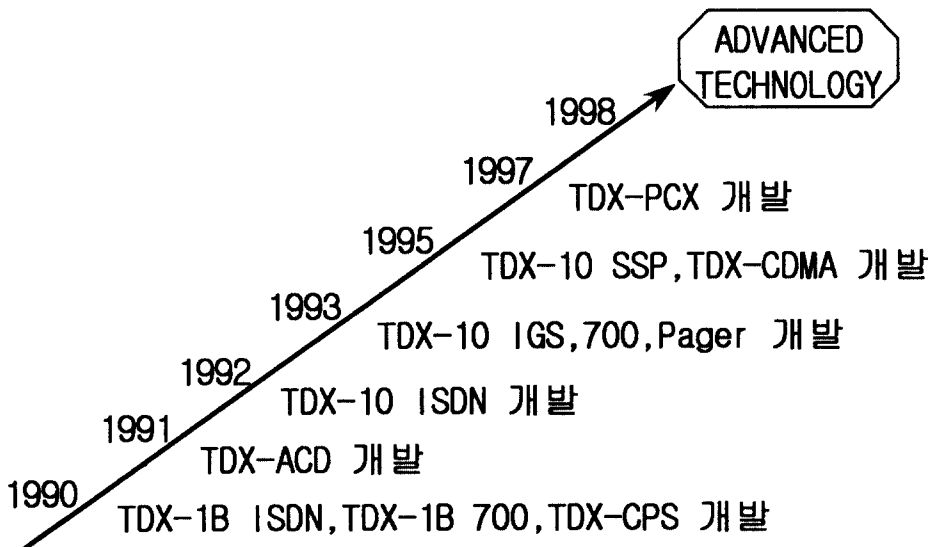 ADVANCED
TECHNOLOGY
1998
1997
TDX-PCX 개발
1995
TDX-10 SSP,TDX-CDMA 개발
1993
TDX-10 IGS,700,Pager 개발
1992
TDX-10 ISDN 개발
1991
TDX-ACD 개발
1990
TDX-1B ISDN,TDX-1B 700,TDX-CPS 개발